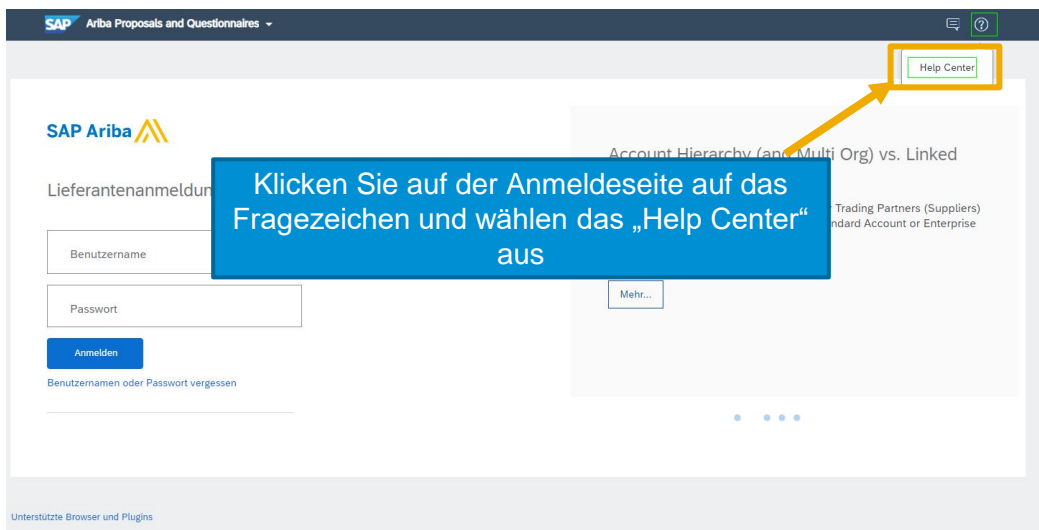 SAP Ariba Proposals and Questionnaires
Help Center
SAP Ariba
Account Hierarchy (and Multi Org) vs. Linked
Lieferantenanmeldun
Klicken Sie auf der Anmeldeseite auf das
Fragezeichen und wählen das „Help Center“
aus
Trading Partners (Suppliers)
ndard Account or Enterprise
Benutzername
Mehr...
Passwort
Anmelden
Benutzernamen oder Passwort vergessen
Unterstützte Browser und Plugins